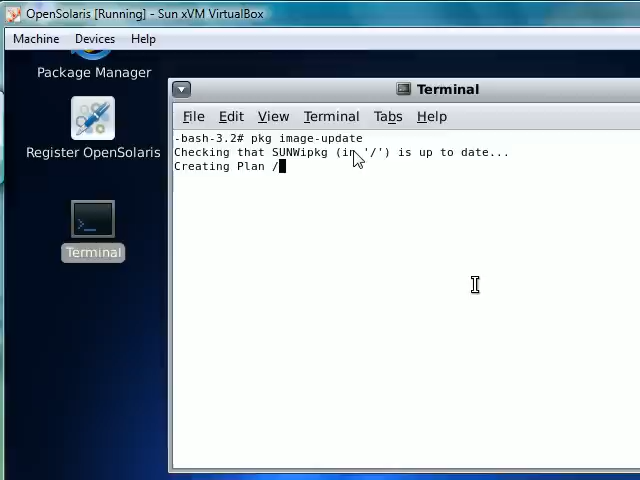 OpenSolaris [Running] - Sun xVM VirtualBox
Machine Devices Help
Package Manager
Register OpenSolaris
Terminal
Terminal
File Edit View Terminal Tabs Help
-bash-3.2# pkg image-update
Checking that SUNWipkg (in '/') is up to date...
Creating Plan /